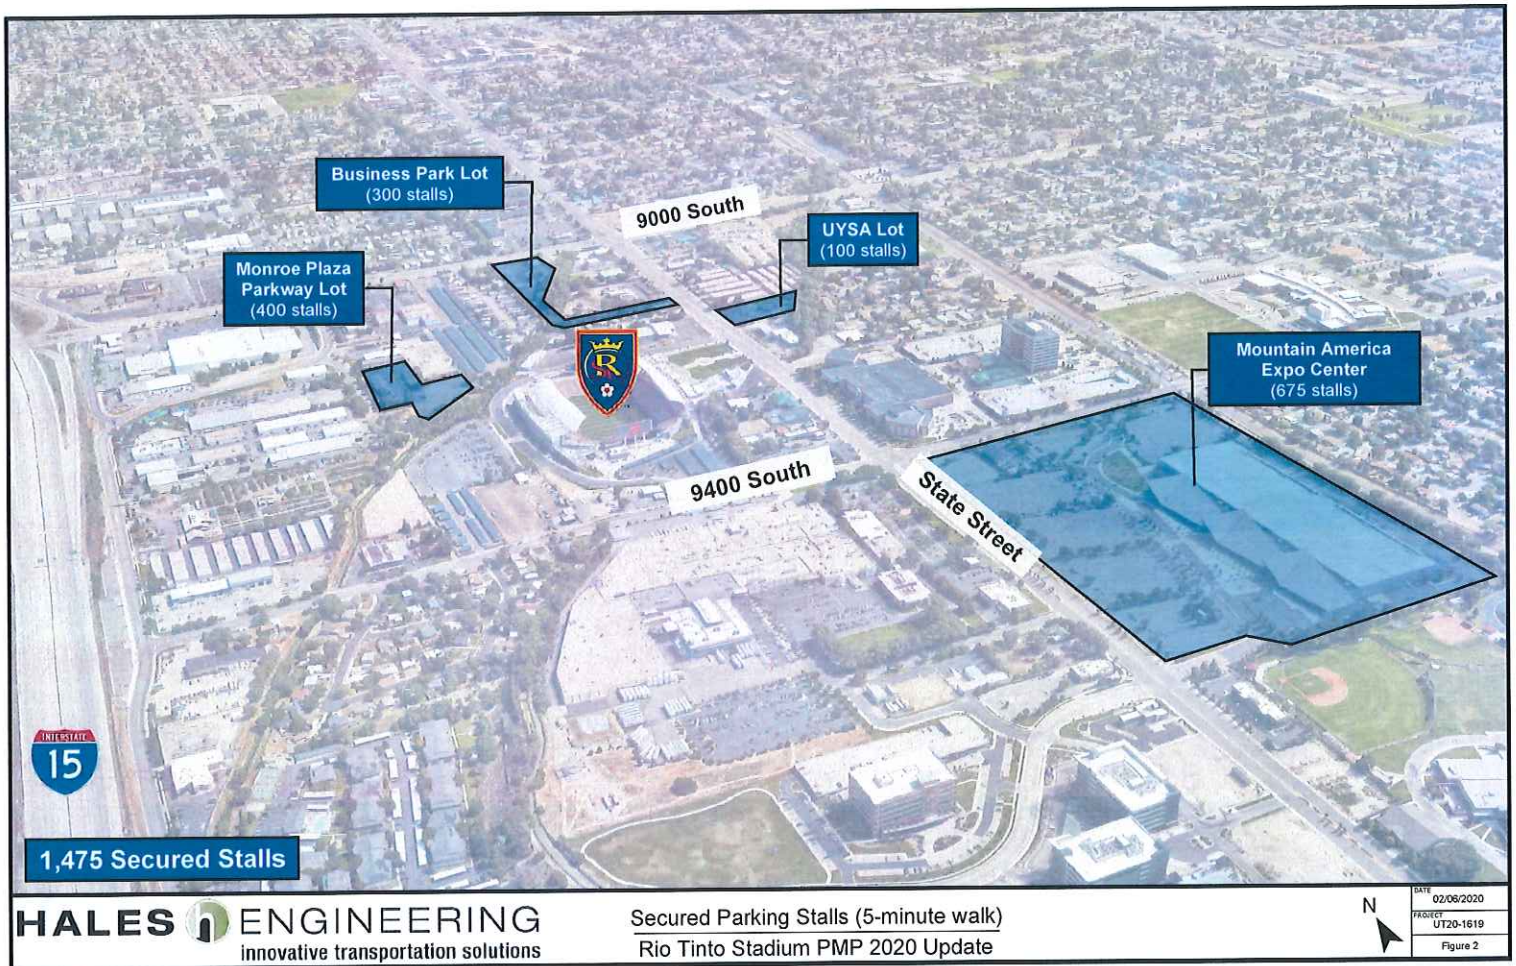 Business Park Lot
(300 stalls)
9000 South
UYSA Lot
(100 stalls)
Monroe Plaza
Parkway Lot
(400 stalls)
Mountain America
Expo Center
(675 stalls)
9400 South
State Street
INTERSTATE
15
1,475 Secured Stalls
HALES h ENGINEERING
innovative transportation solutions
Secured Parking Stalls (5-minute walk)
Rio Tinto Stadium PMP 2020 Update
N
DATE
02/06/2020
PROJECT
UT20-1619
Figure 2